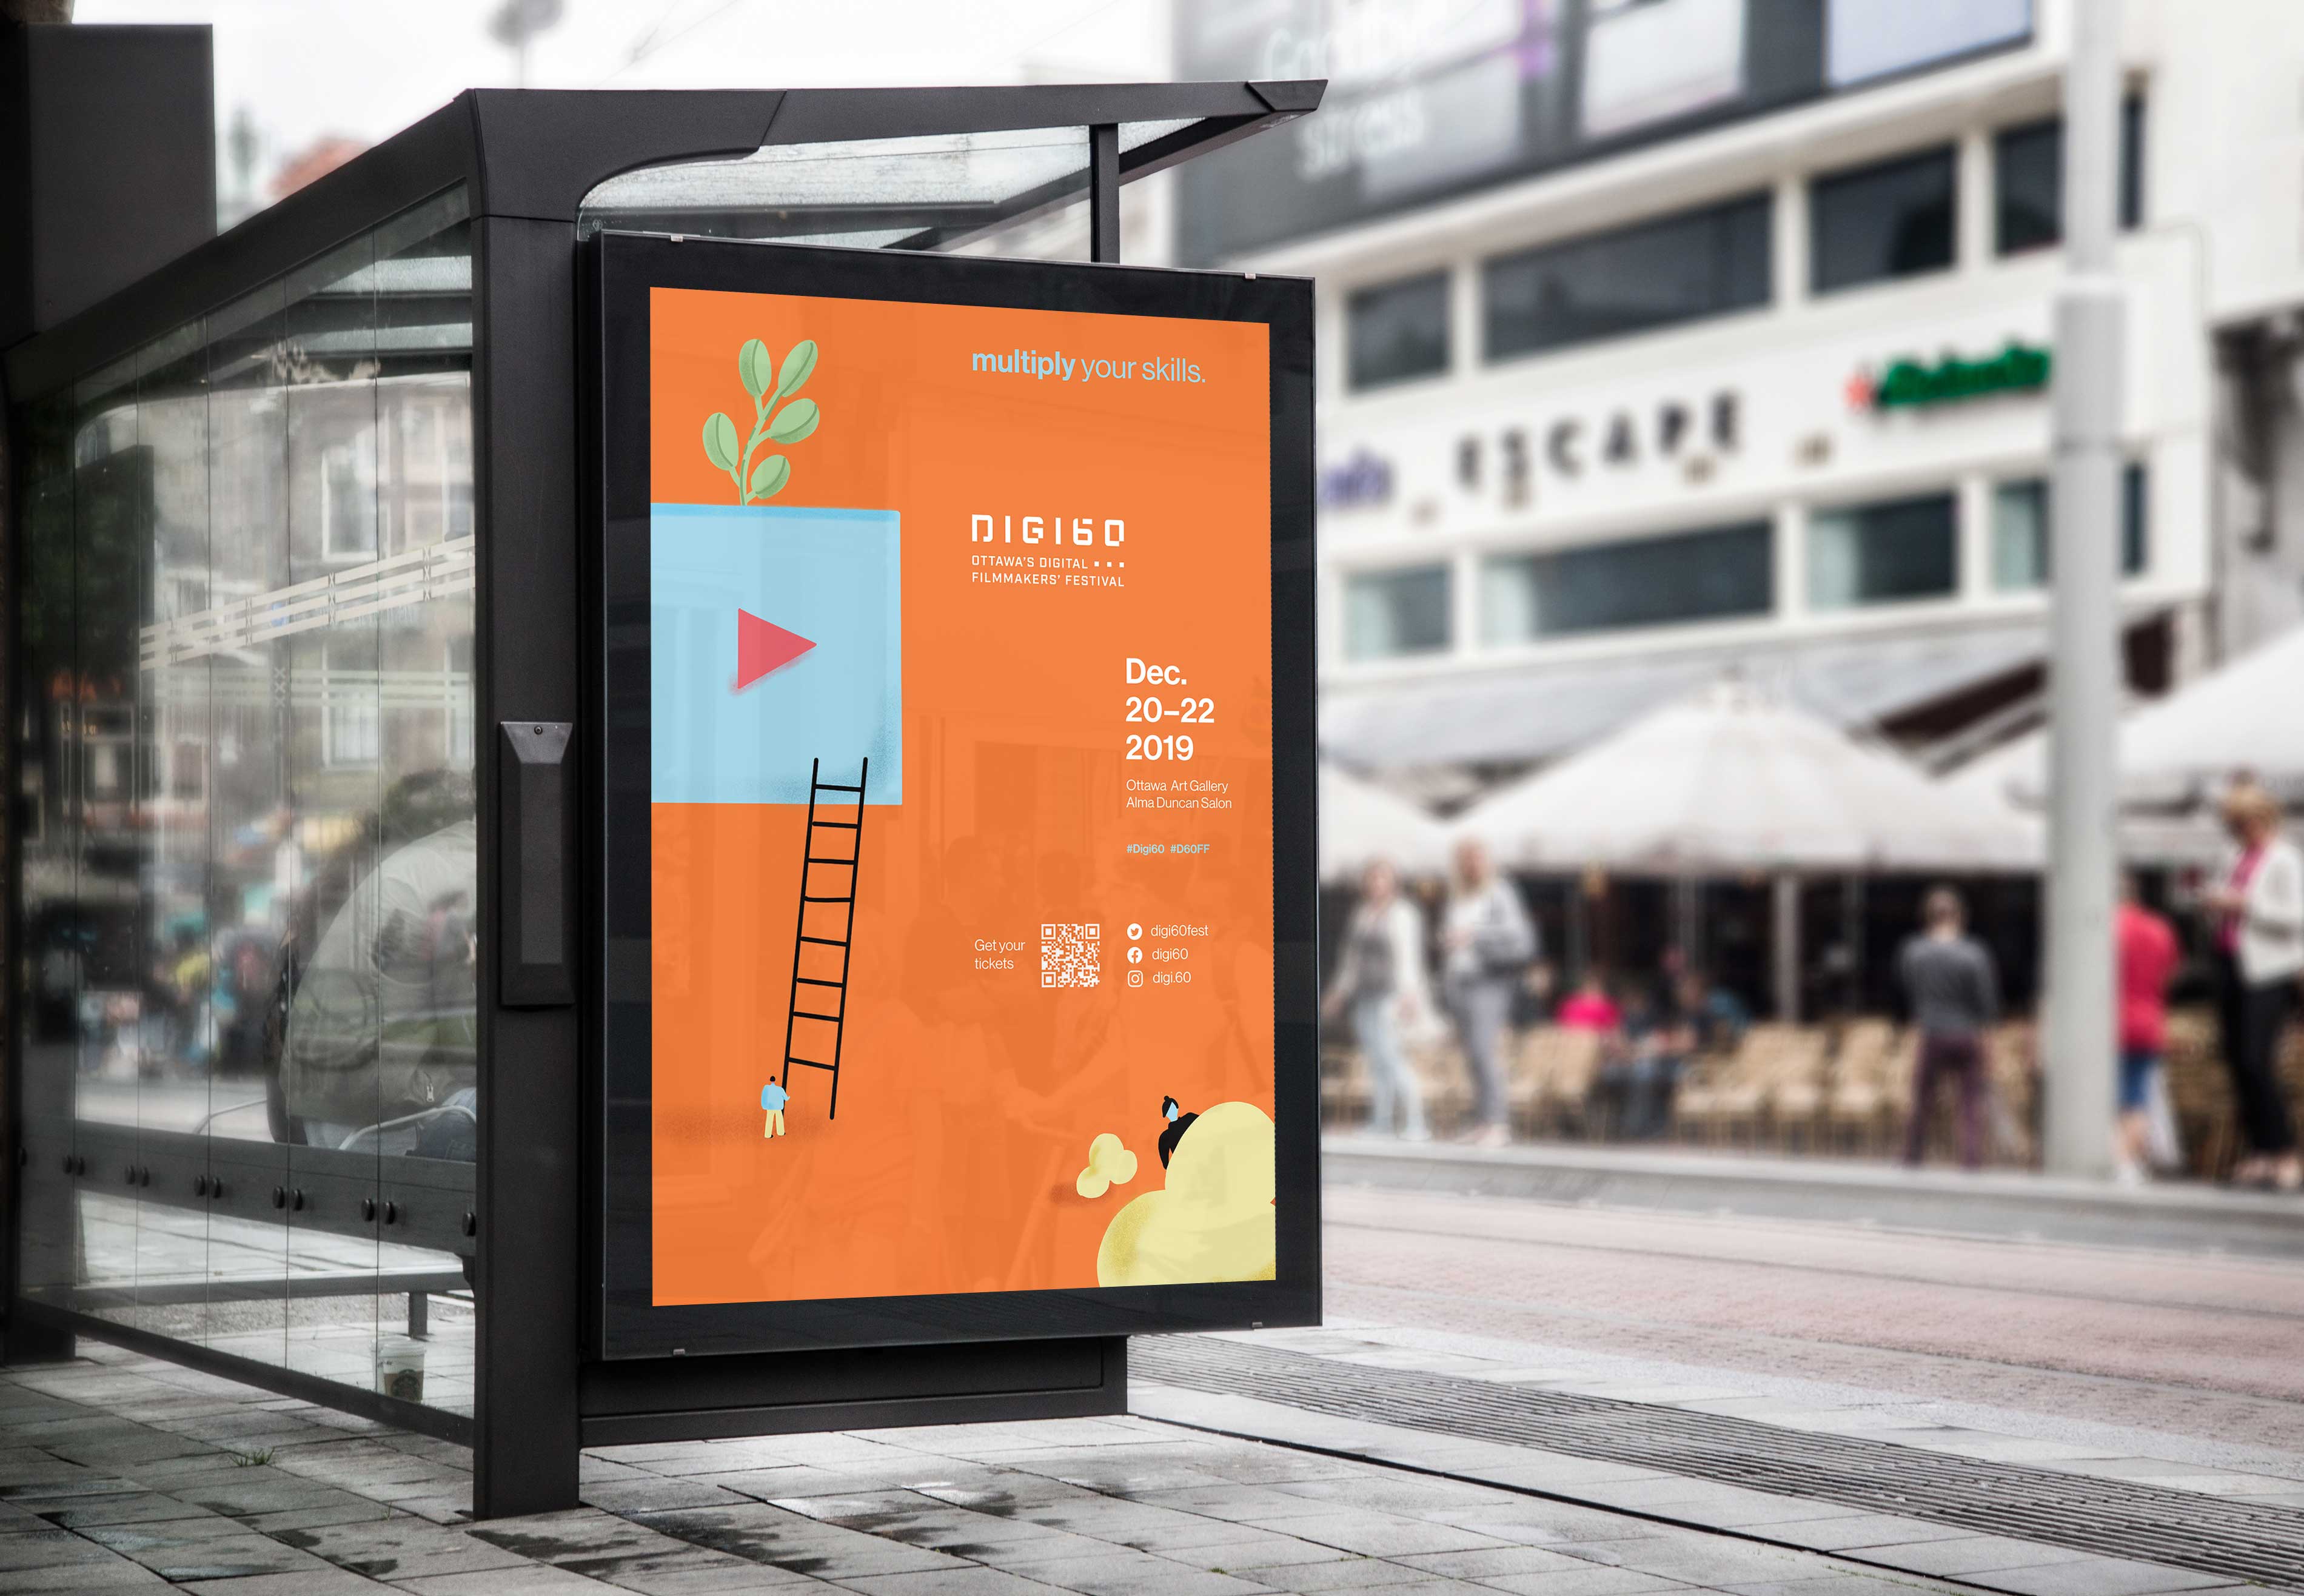 multiply your skills.
DIGI60
OTTAWA'S DIGITAL
FILMMAKERS' FESTIVAL
Dec.
20–22
2019
Ottawa Art Gallery
Alma Duncan Salon
#Digi60 #D60FF
Get your
tickets
digi60fest
digi60
digi.60
ESCAPE